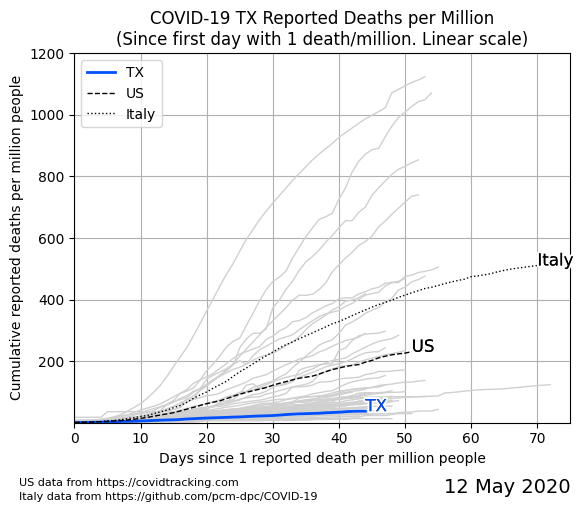 COVID-19 TX Reported Deaths per Million
(Since first day with 1 death/million. Linear scale)
Cumulative reported deaths per million people
1200
1000
800
600
400
200
TX
US
Italy
Italy
US
TX
0 10 20 30 40 50 60 70
Days since 1 reported death per million people
US data from https://covidtracking.com
Italy data from https://github.com/pcm-dpc/COVID-19
12 May 2020